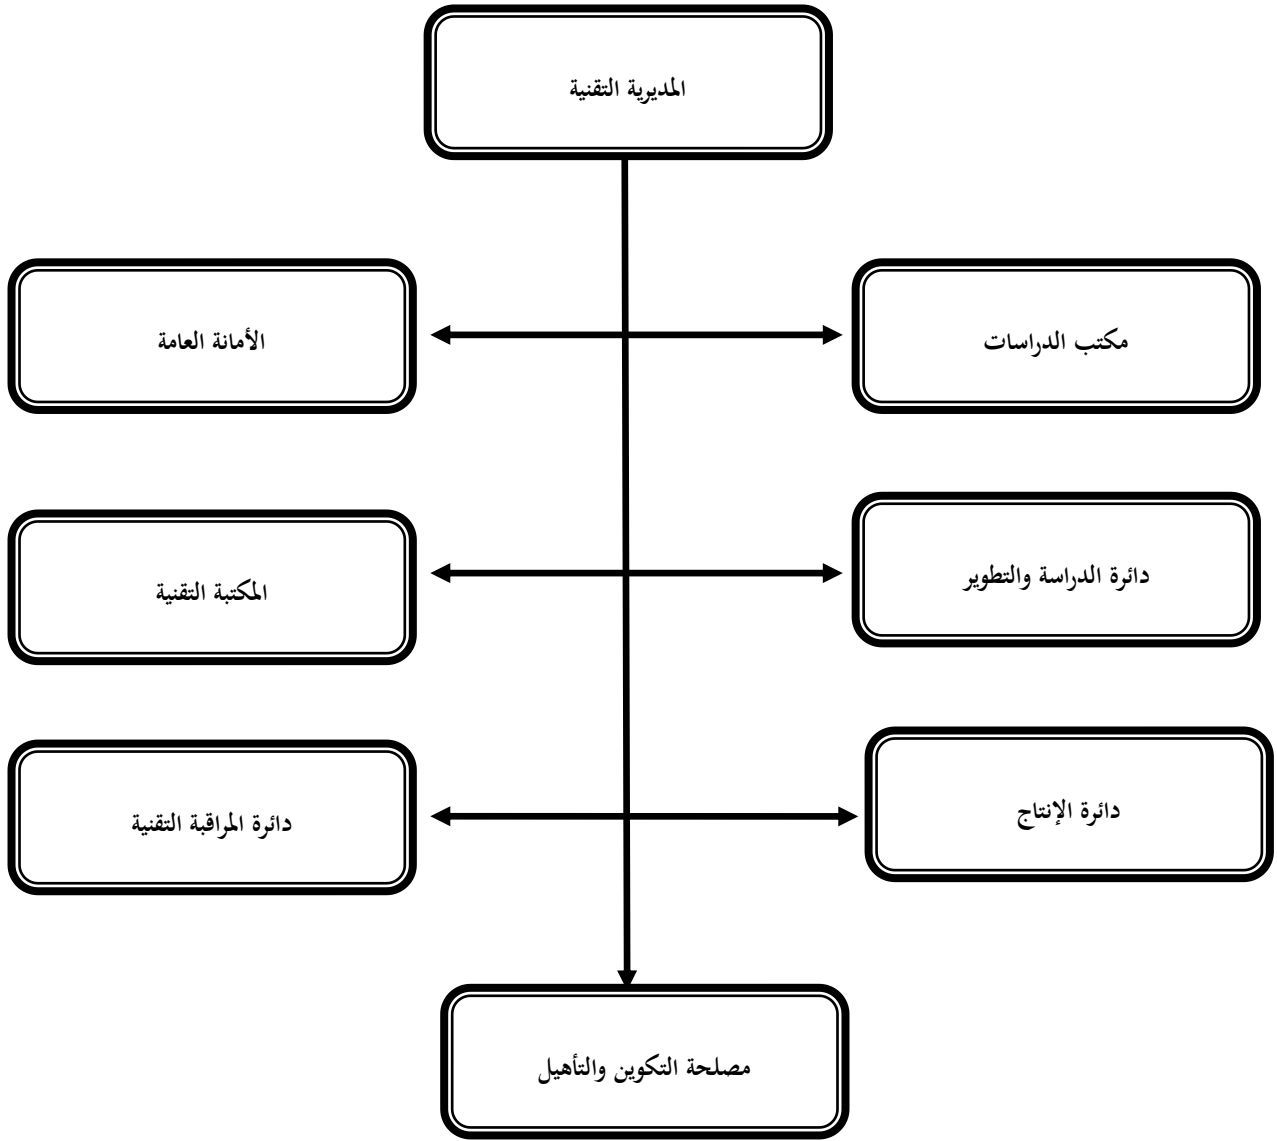 المديرية التقنية
مكتب الدراسات
الأمانة العامة
دائرة الدراسة والتطوير
المكتبة التقنية
دائرة الإنتاج
دائرة المراقبة التقنية
مصلحة التكوين والتأهيل